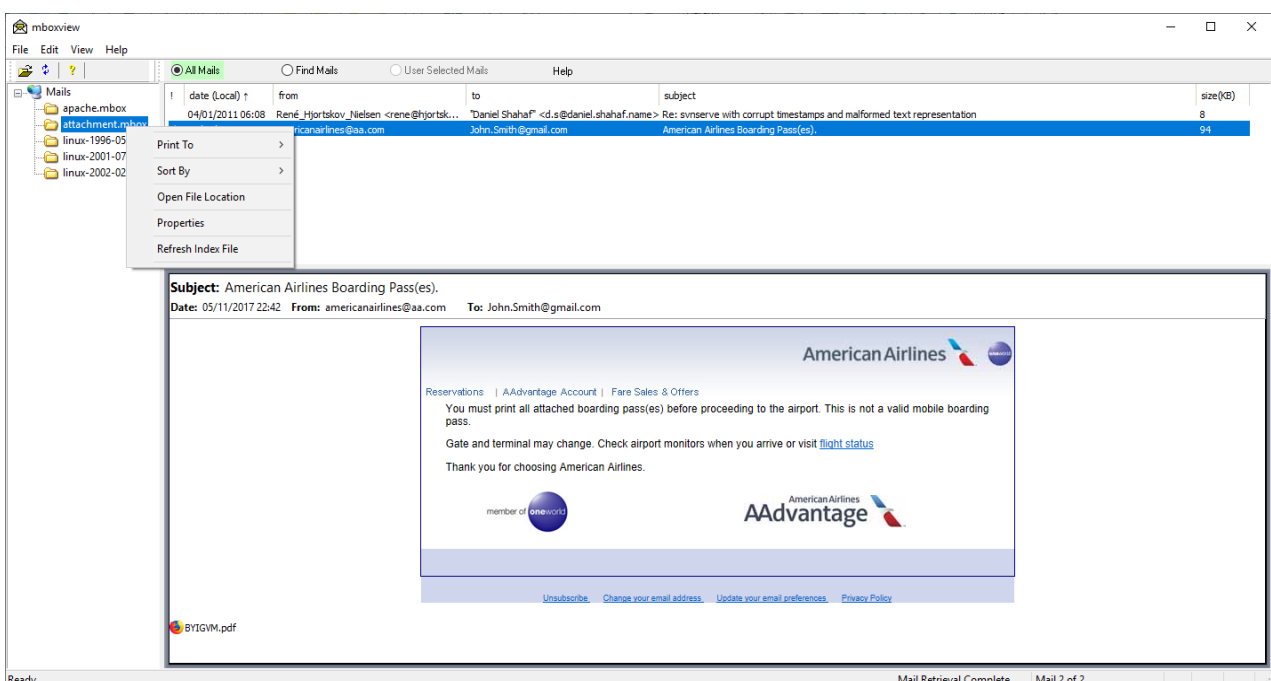 mboxview
File Edit View Help
All Mails Find Mails User Selected Mails Help
Mails
apache.mbox
attachment.mbox
linux-1996-05
linux-2001-07
linux-2002-02
! date (Local) ↑ from to subject size(KB)
04/01/2011 06:08 René_Hjortskov_Nielsen <rene@hjortsk... "Daniel Shahaf" <d.s@daniel.shahaf.name> Re: svnserve with corrupt timestamps and malformed text representation 8
ricanairlines@aa.com John.Smith@gmail.com American Airlines Boarding Pass(es). 94
Print To
Sort By
Open File Location
Properties
Refresh Index File
Subject: American Airlines Boarding Pass(es).
Date: 05/11/2017 22:42 From: americanairlines@aa.com To: John.Smith@gmail.com
American Airlines oneworld
Reservations | AAdvantage Account | Fare Sales & Offers
You must print all attached boarding pass(es) before proceeding to the airport. This is not a valid mobile boarding
pass.
Gate and terminal may change. Check airport monitors when you arrive or visit flight status
Thank you for choosing American Airlines.
member of oneworld
American Airlines
AAdvantage
Unsubscribe Change your email address Update your email preferences Privacy Policy
BYIGVM.pdf
Ready Mail Retrieval Complete Mail 2 of 2